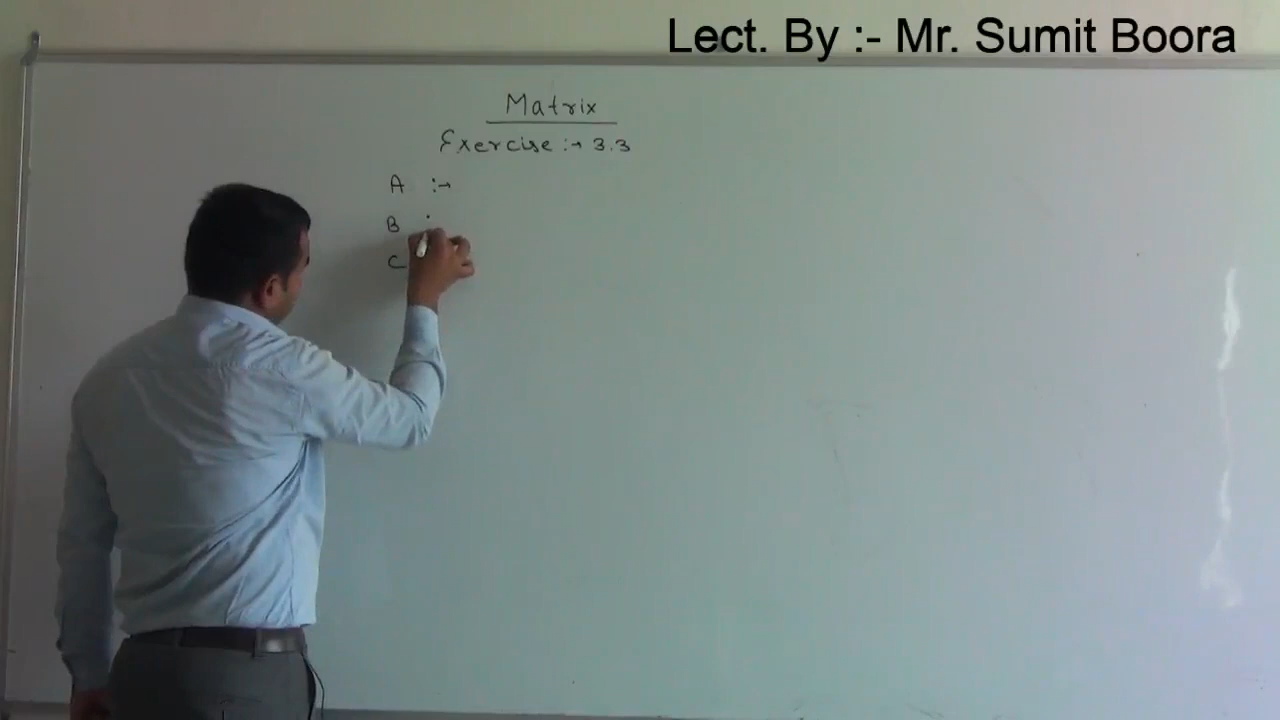 Lect. By :- Mr. Sumit Boora
Matrix
Exercise :→ 3.3
A :→
B :
C